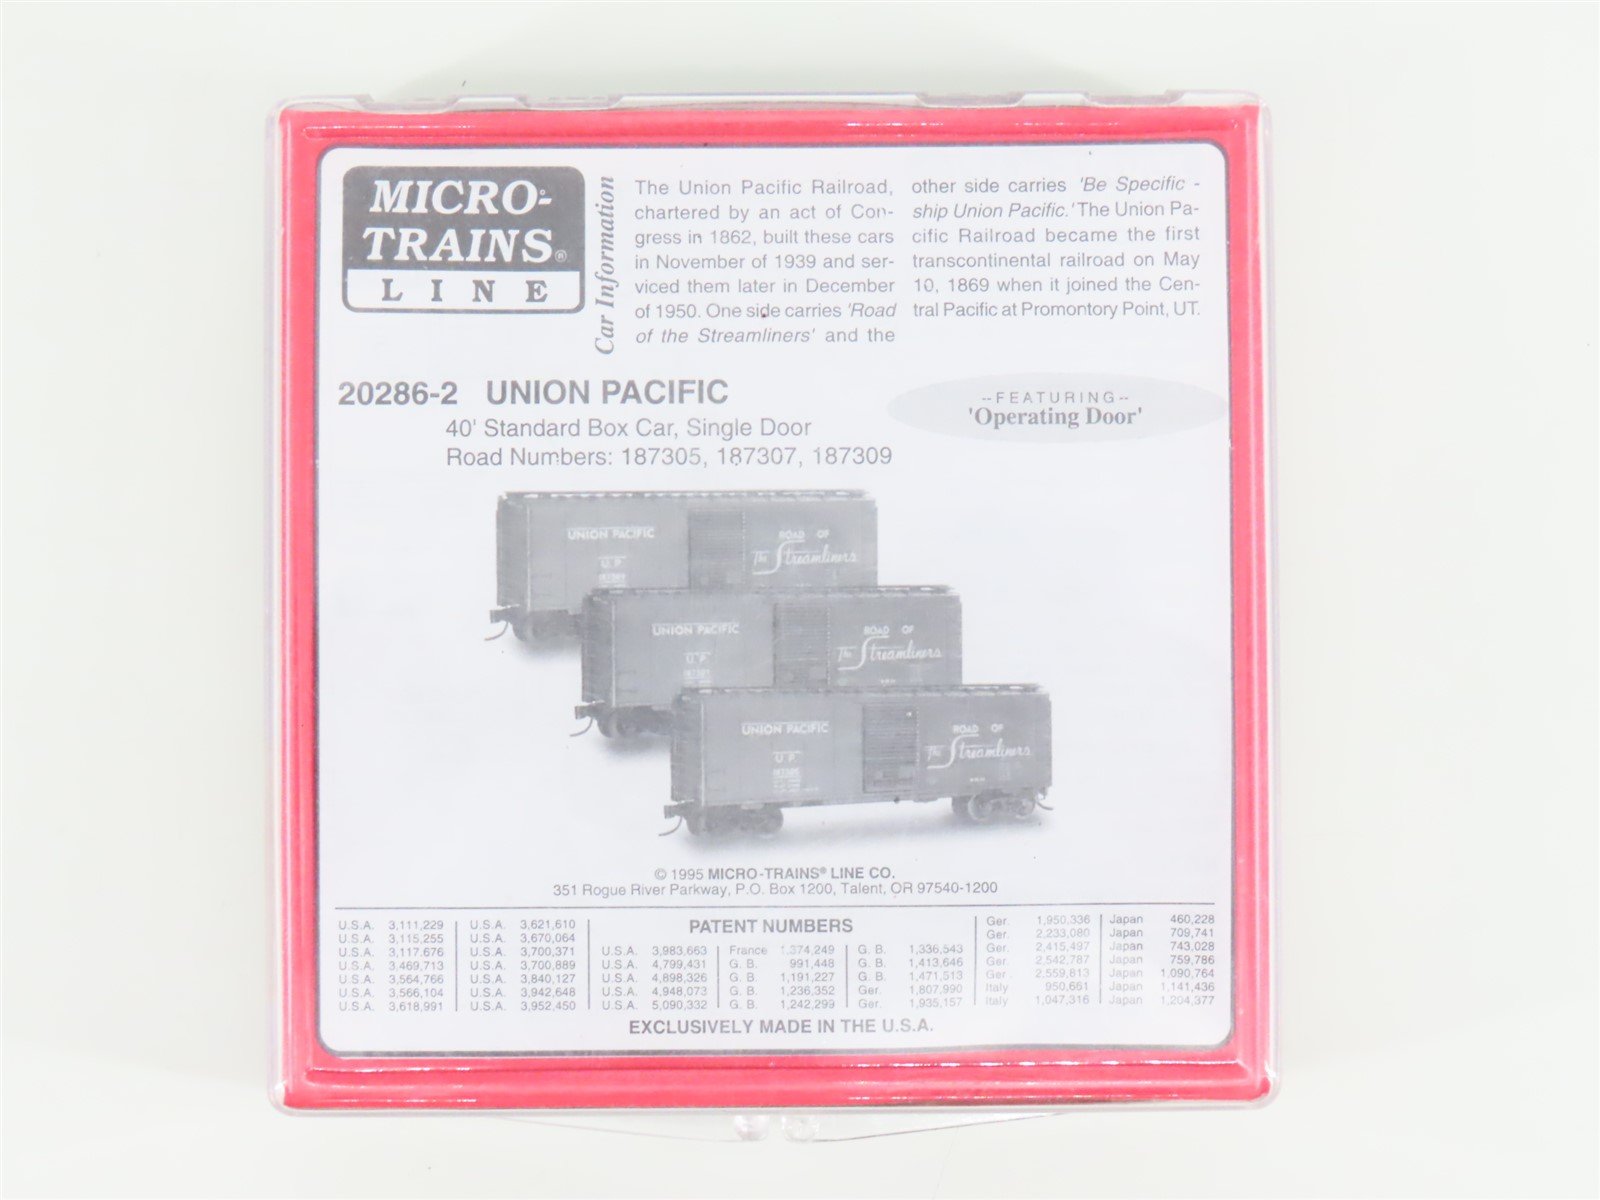 MICRO-
TRAINS®
LINE
Car Information
The Union Pacific Railroad,
chartered by an act of Con-
gress in 1862, built these cars
in November of 1939 and ser-
viced them later in December
of 1950. One side carries 'Road
of the Streamliners' and the
other side carries 'Be Specific -
ship Union Pacific.' The Union Pa-
cific Railroad became the first
transcontinental railroad on May
10, 1869 when it joined the Cen-
tral Pacific at Promontory Point, UT.
20286-2 UNION PACIFIC
40' Standard Box Car, Single Door
Road Numbers: 187305, 187307, 187309
--FEATURING--
'Operating Door'
UNION PACIFIC
U.P.
187309
ROAD OF
The Streamliners
UNION PACIFIC
U.P.
187307
ROAD OF
The Streamliners
UNION PACIFIC
U.P.
187305
ROAD OF
The Streamliners
© 1995 MICRO-TRAINS® LINE CO.
351 Rogue River Parkway, P.O. Box 1200, Talent, OR 97540-1200
PATENT NUMBERS
U.S.A. 3,111,229
U.S.A. 3,115,255
U.S.A. 3,117,676
U.S.A. 3,469,713
U.S.A. 3,564,766
U.S.A. 3,566,104
U.S.A. 3,618,991
U.S.A. 3,621,610
U.S.A. 3,670,064
U.S.A. 3,700,371
U.S.A. 3,700,889
U.S.A. 3,840,127
U.S.A. 3,942,648
U.S.A. 3,952,450
U.S.A. 3,983,663
U.S.A. 4,799,431
U.S.A. 4,898,326
U.S.A. 4,948,073
U.S.A. 5,090,332
France 1,374,249
G. B. 991,448
G. B. 1,191,227
G. B. 1,236,352
G. B. 1,242,299
G. B. 1,336,543
G. B. 1,413,646
G. B. 1,471,513
Ger. 1,807,990
Ger. 1,935,157
Ger. 1,950,336
Ger. 2,233,080
Ger. 2,415,497
Ger. 2,542,787
Ger. 2,559,813
Italy 950,661
Italy 1,047,316
Japan 460,228
Japan 709,741
Japan 743,028
Japan 759,786
Japan 1,090,764
Japan 1,141,436
Japan 1,204,377
EXCLUSIVELY MADE IN THE U.S.A.